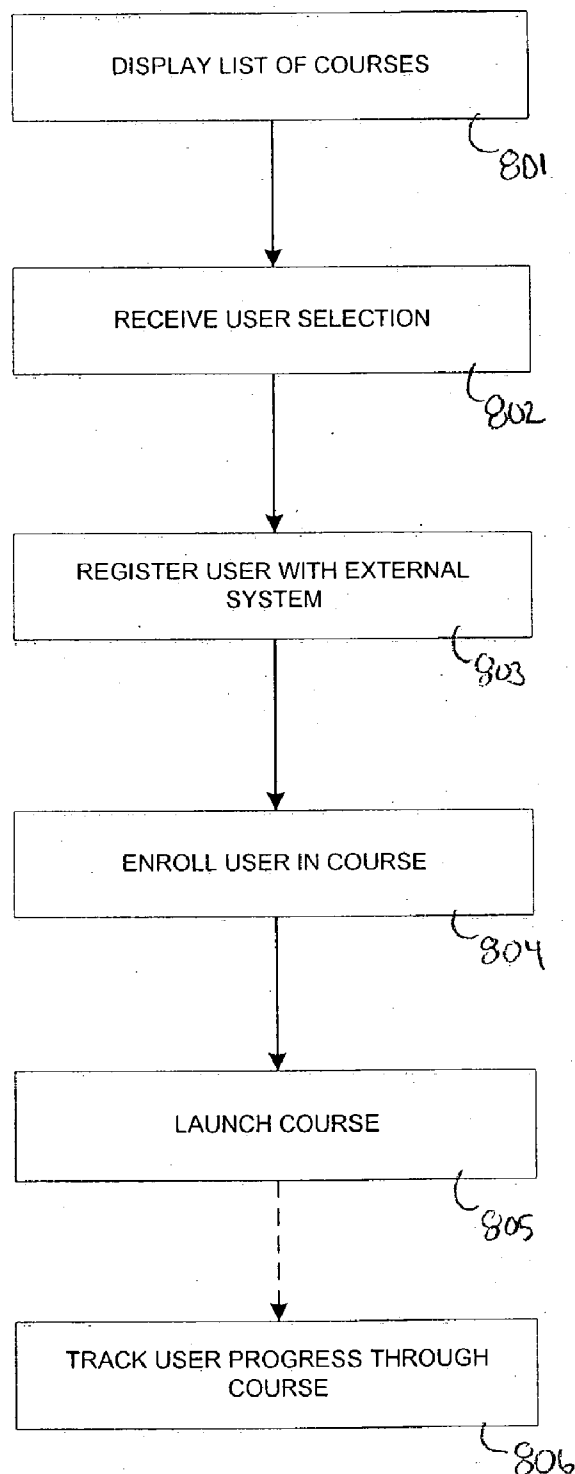 DISPLAY LIST OF COURSES
801
RECEIVE USER SELECTION
802
REGISTER USER WITH EXTERNAL
SYSTEM
803
ENROLL USER IN COURSE
804
LAUNCH COURSE
805
TRACK USER PROGRESS THROUGH
COURSE
806